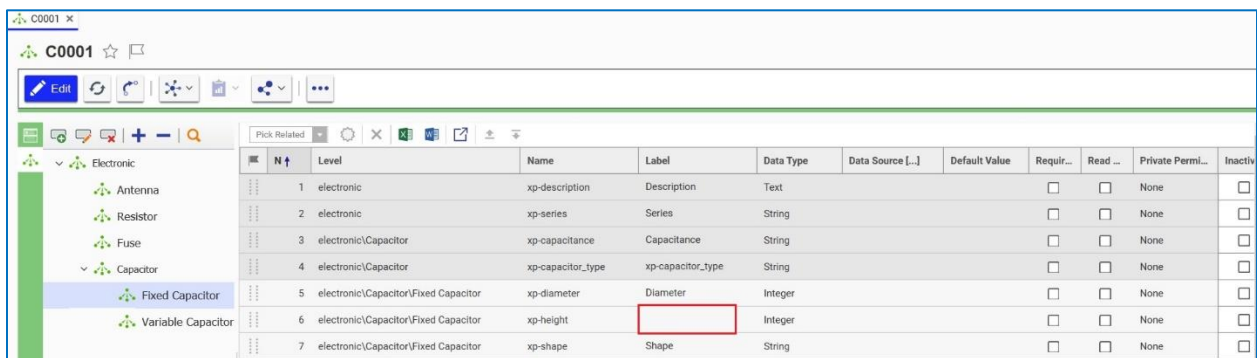 C0001 ×
C0001
Edit
Pick Related
Electronic
Antenna
Resistor
Fuse
Capacitor
Fixed Capacitor
Variable Capacitor
N Level Name Label Data Type Data Source [...] Default Value Requir... Read ... Private Permi... Inactiv
1 electronic xp-description Description Text None
2 electronic xp-series Series String None
3 electronic\Capacitor xp-capacitance Capacitance String None
4 electronic\Capacitor xp-capacitor_type xp-capacitor_type String None
5 electronic\Capacitor\Fixed Capacitor xp-diameter Diameter Integer None
6 electronic\Capacitor\Fixed Capacitor xp-height Integer None
7 electronic\Capacitor\Fixed Capacitor xp-shape Shape String None